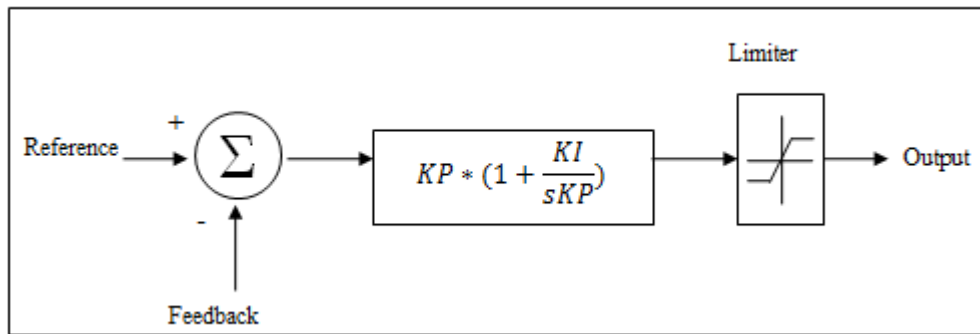 Limiter
Reference
+
Σ
KP ∗ (1 + KI/sKP)
Output
-
Feedback